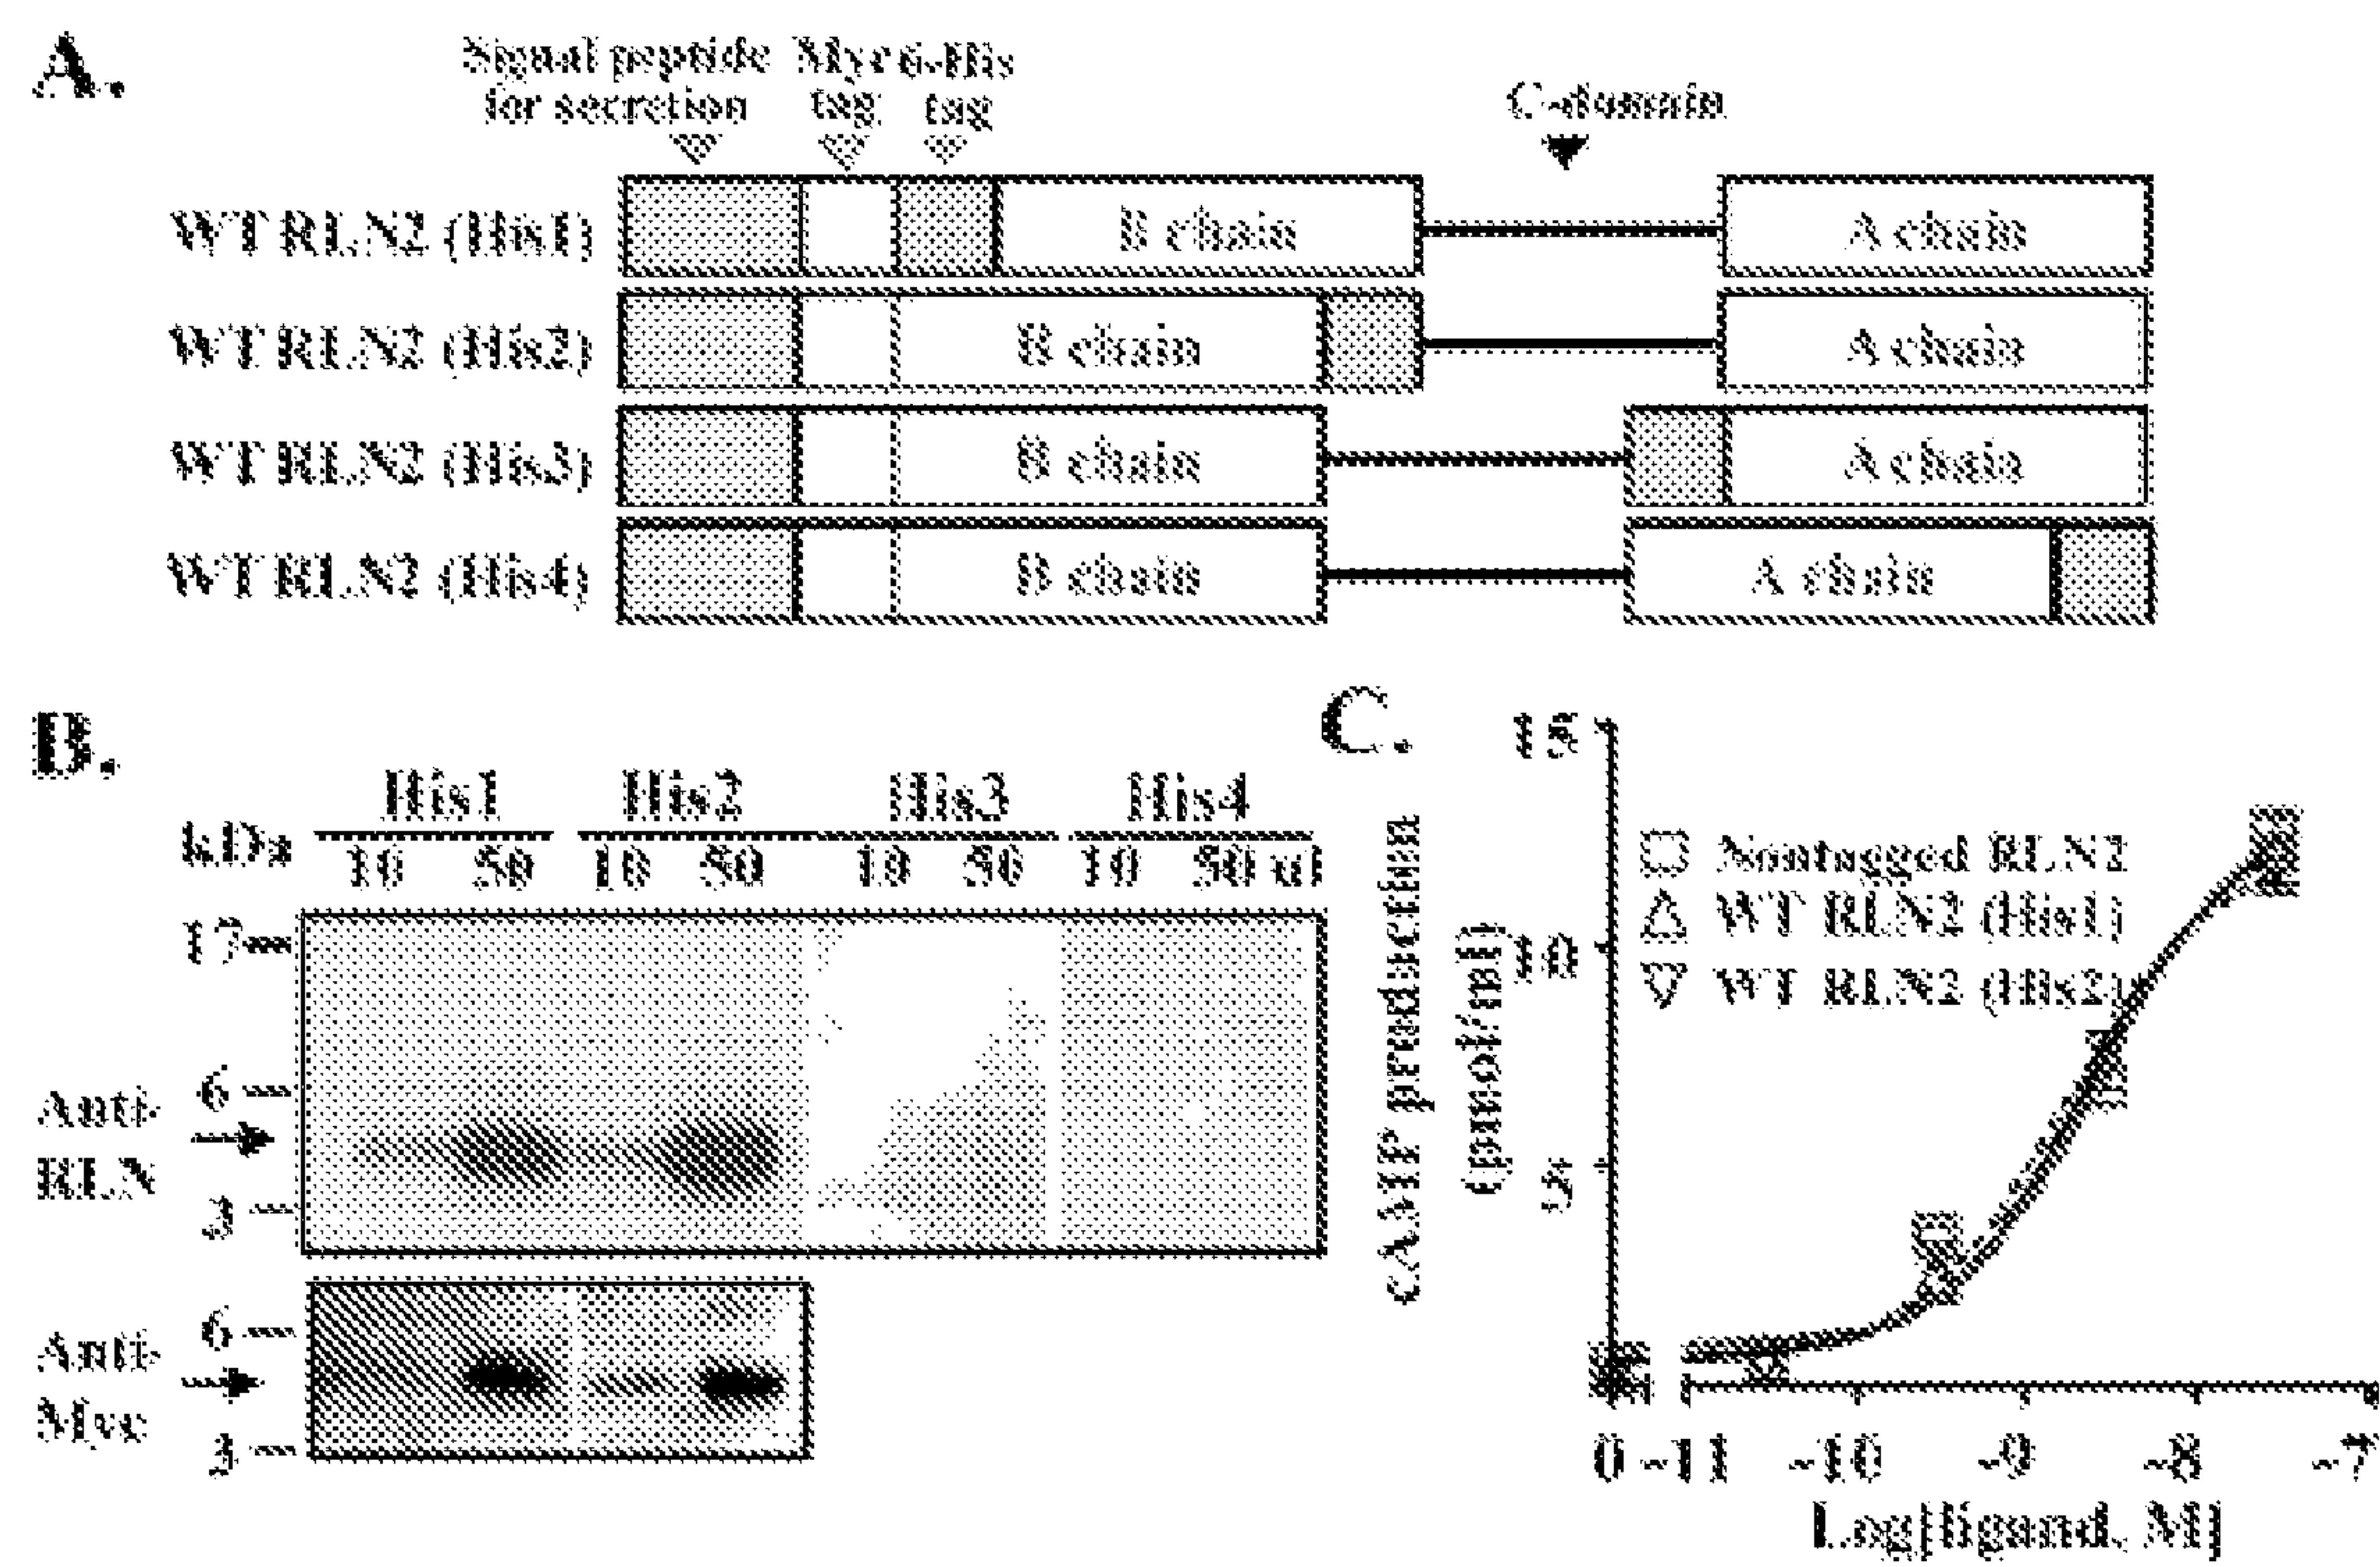 A.
Signal peptide for secretion
Myc tag
6-His tag
C-domain
WT RLN2 (His1)
B chain
A chain
WT RLN2 (His2)
B chain
A chain
WT RLN2 (His3)
B chain
A chain
WT RLN2 (His4)
B chain
A chain
B.
His1 His2 His3 His4
kDa 10 50 10 50 10 50 10 50 ul
17
6
Anti-RLN
3
6
Anti-Myc
3
C.
cAMP production (pmol/ml)
15
10
5
Nontagged RLN2
WT RLN2 (His1)
WT RLN2 (His2)
0 -11 -10 -9 -8 -7
Log[ligand, M]